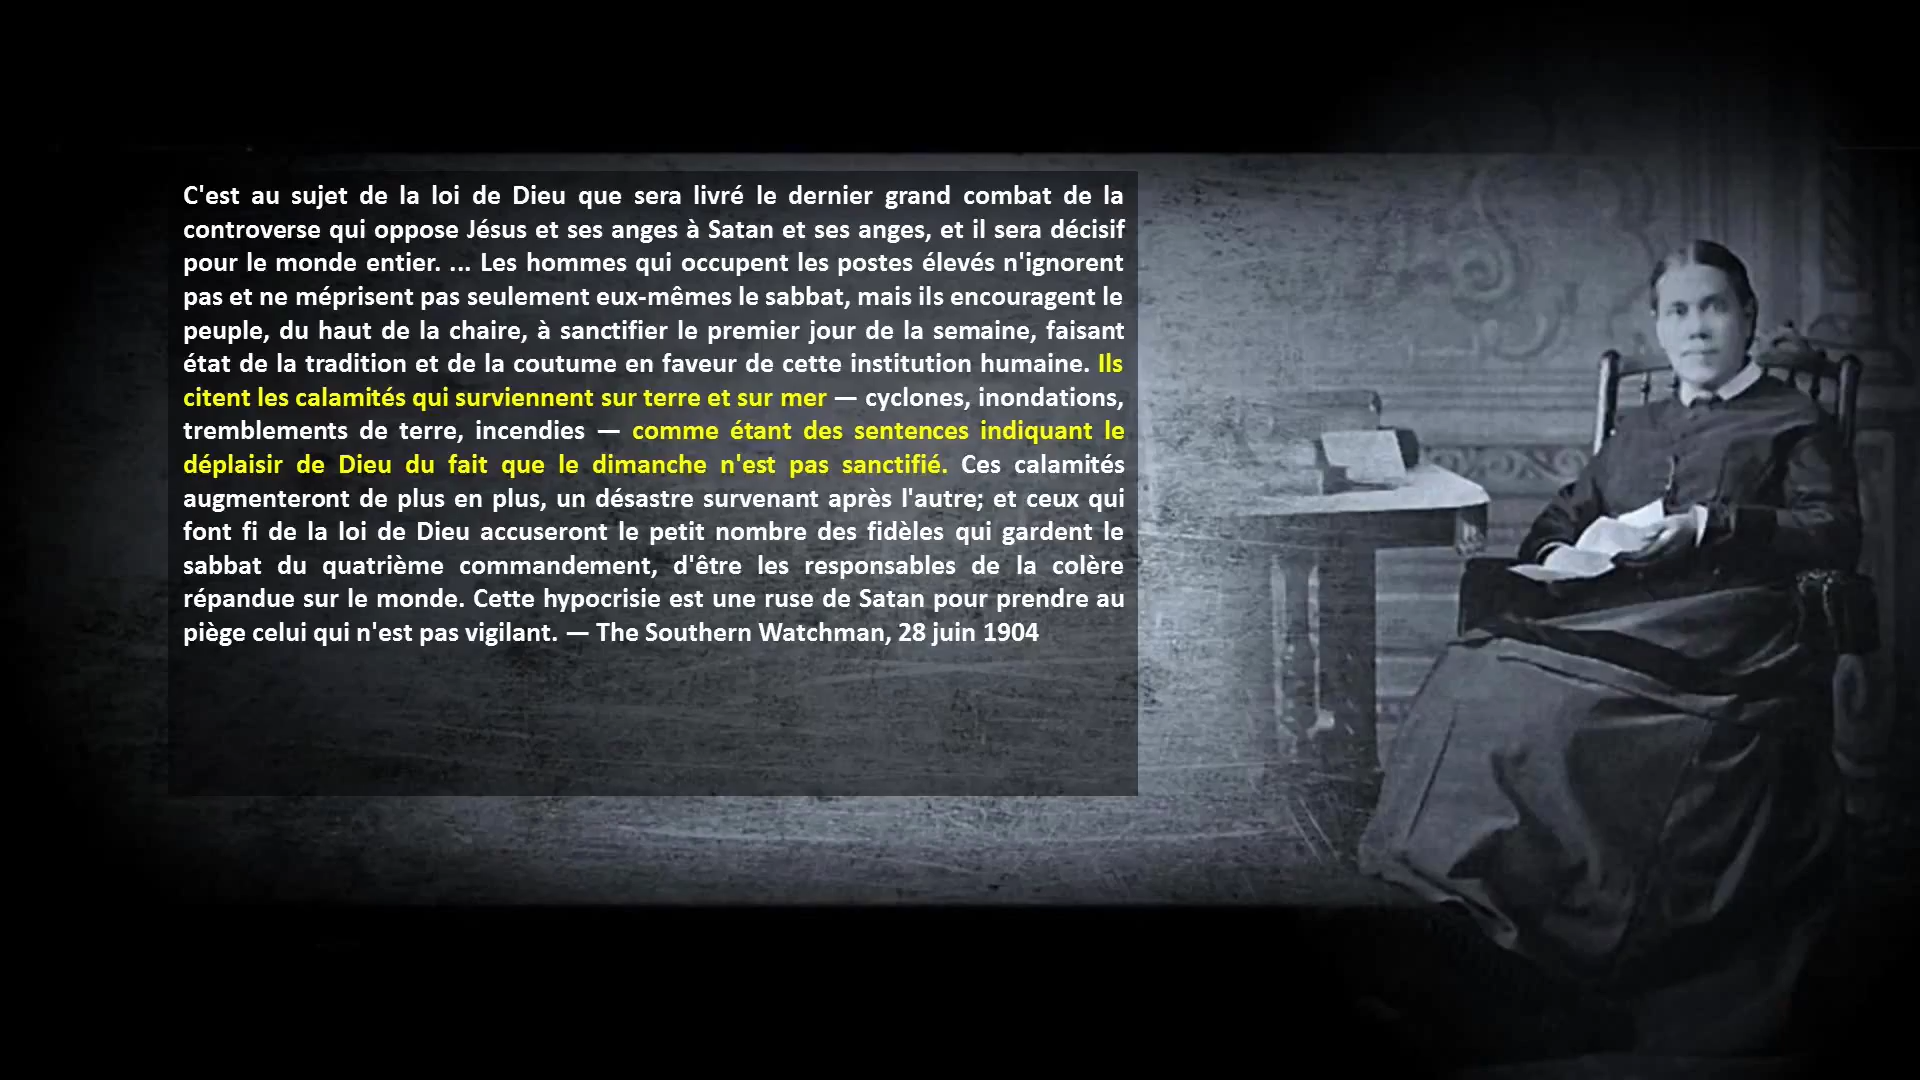 C'est au sujet de la loi de Dieu que sera livré le dernier grand combat de la
controverse qui oppose Jésus et ses anges à Satan et ses anges, et il sera décisif
pour le monde entier. ... Les hommes qui occupent les postes élevés n'ignorent
pas et ne méprisent pas seulement eux-mêmes le sabbat, mais ils encouragent le
peuple, du haut de la chaire, à sanctifier le premier jour de la semaine, faisant
état de la tradition et de la coutume en faveur de cette institution humaine. Ils
citent les calamités qui surviennent sur terre et sur mer — cyclones, inondations,
tremblements de terre, incendies — comme étant des sentences indiquant le
déplaisir de Dieu du fait que le dimanche n'est pas sanctifié. Ces calamités
augmenteront de plus en plus, un désastre survenant après l'autre; et ceux qui
font fi de la loi de Dieu accuseront le petit nombre des fidèles qui gardent le
sabbat du quatrième commandement, d'être les responsables de la colère
répandue sur le monde. Cette hypocrisie est une ruse de Satan pour prendre au
piège celui qui n'est pas vigilant. — The Southern Watchman, 28 juin 1904